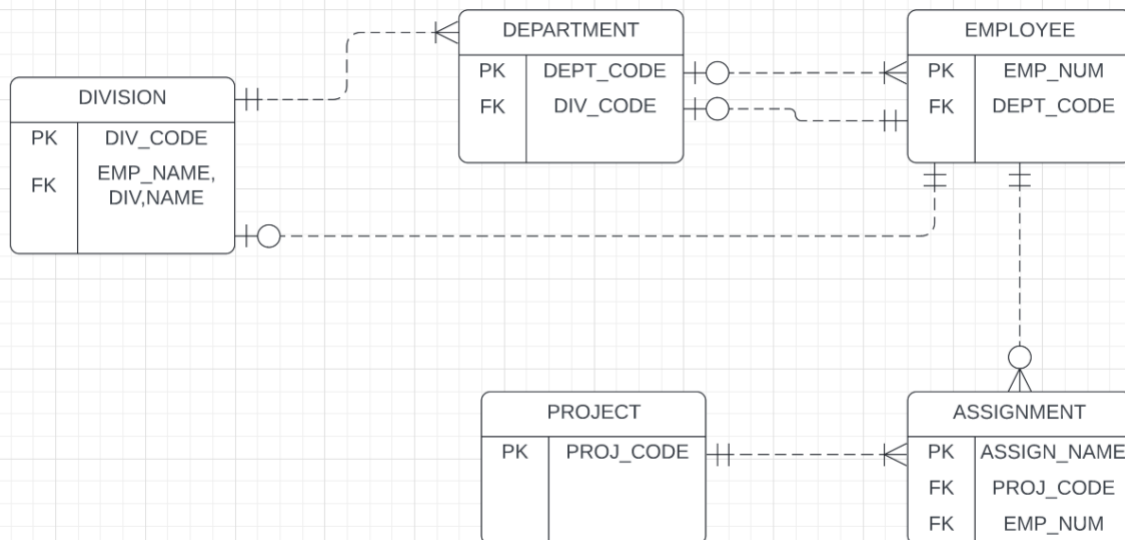 DIVISION
PK DIV_CODE
FK EMP_NAME,
DIV,NAME
DEPARTMENT
PK DEPT_CODE
FK DIV_CODE
EMPLOYEE
PK EMP_NUM
FK DEPT_CODE
PROJECT
PK PROJ_CODE
ASSIGNMENT
PK ASSIGN_NAME
FK PROJ_CODE
FK EMP_NUM